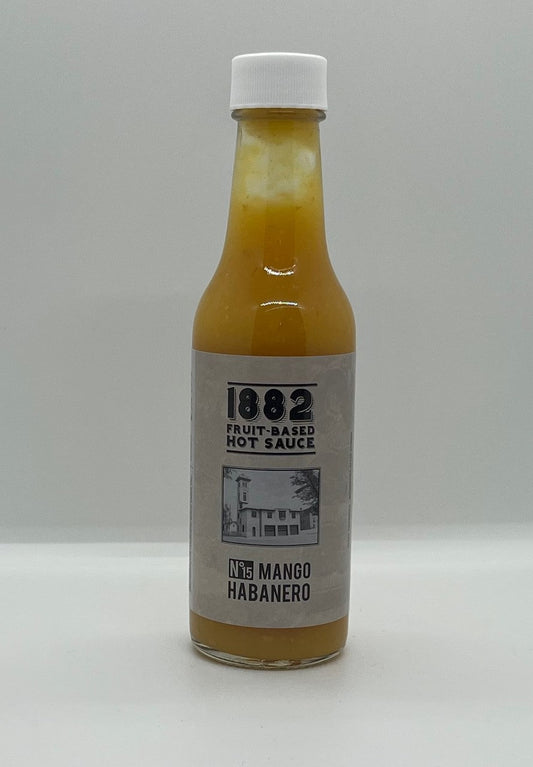 1882
FRUIT-BASED
HOT SAUCE
Nº15 MANGO
HABANERO